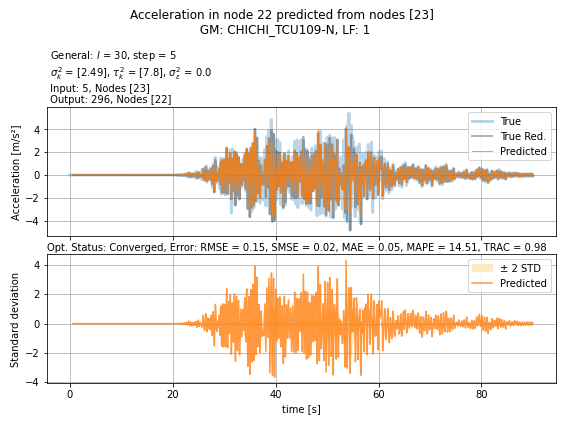 Acceleration in node 22 predicted from nodes [23]
GM: CHICHI_TCU109-N, LF: 1
General: l = 30, step = 5
σ²ₖ = [2.49], τ²ₖ = [7.8], σ²ε = 0.0
Input: 5, Nodes [23]
Output: 296, Nodes [22]
Acceleration [m/s²]
4
2
0
−2
−4
True
True Red.
Predicted
Opt. Status: Converged, Error: RMSE = 0.15, SMSE = 0.02, MAE = 0.05, MAPE = 14.51, TRAC = 0.98
Standard deviation
4
2
0
−2
−4
± 2 STD
Predicted
0 20 40 60 80
time [s]